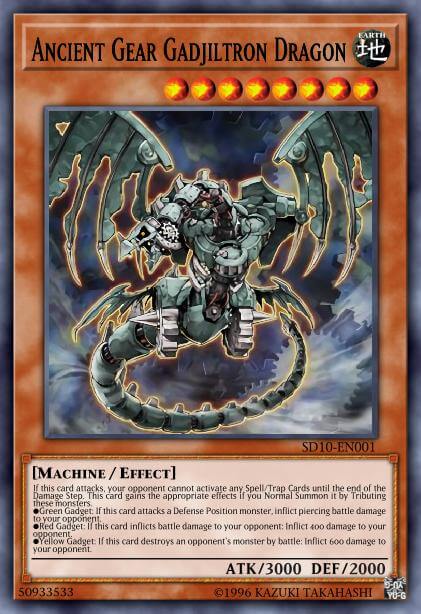 ANCIENT GEAR GADJILTRON DRAGON
EARTH
地
SD10-EN001
[MACHINE / EFFECT]
If this card attacks, your opponent cannot activate any Spell/Trap Cards until the end of the
Damage Step. This card gains the appropriate effects if you Normal Summon it by Tributing
these monsters.
●Green Gadget: If this card attacks a Defense Position monster, inflict piercing battle damage
to your opponent.
●Red Gadget: If this card inflicts battle damage to your opponent: Inflict 400 damage to your
opponent.
●Yellow Gadget: If this card destroys an opponent's monster by battle: Inflict 600 damage to
your opponent.
ATK/3000 DEF/2000
50933533
©1996 KAZUKI TAKAHASHI